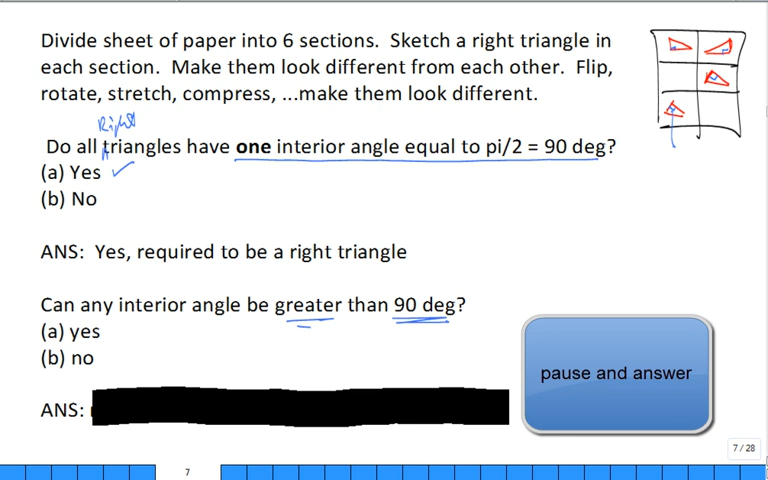 Divide sheet of paper into 6 sections.  Sketch a right triangle in
each section.  Make them look different from each other.  Flip,
rotate, stretch, compress, ...make them look different.
Right
Do all triangles have one interior angle equal to pi/2 = 90 deg?
(a) Yes
(b) No
ANS:  Yes, required to be a right triangle
Can any interior angle be greater than 90 deg?
(a) yes
(b) no
pause and answer
ANS:
7 / 28
7